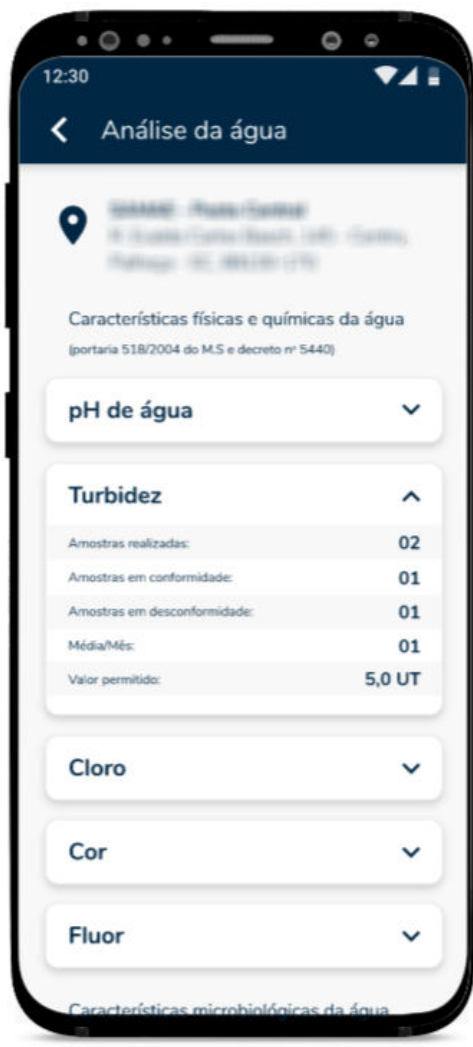 12:30
Análise da água
Características físicas e químicas da água
(portaria 518/2004 do M.S e decreto nº 5440)
pH de água
Turbidez
Amostras realizadas: 02
Amostras em conformidade: 01
Amostras em desconformidade: 01
Média/Mês: 01
Valor permitido: 5,0 UT
Cloro
Cor
Fluor
Características microbiológicas da água